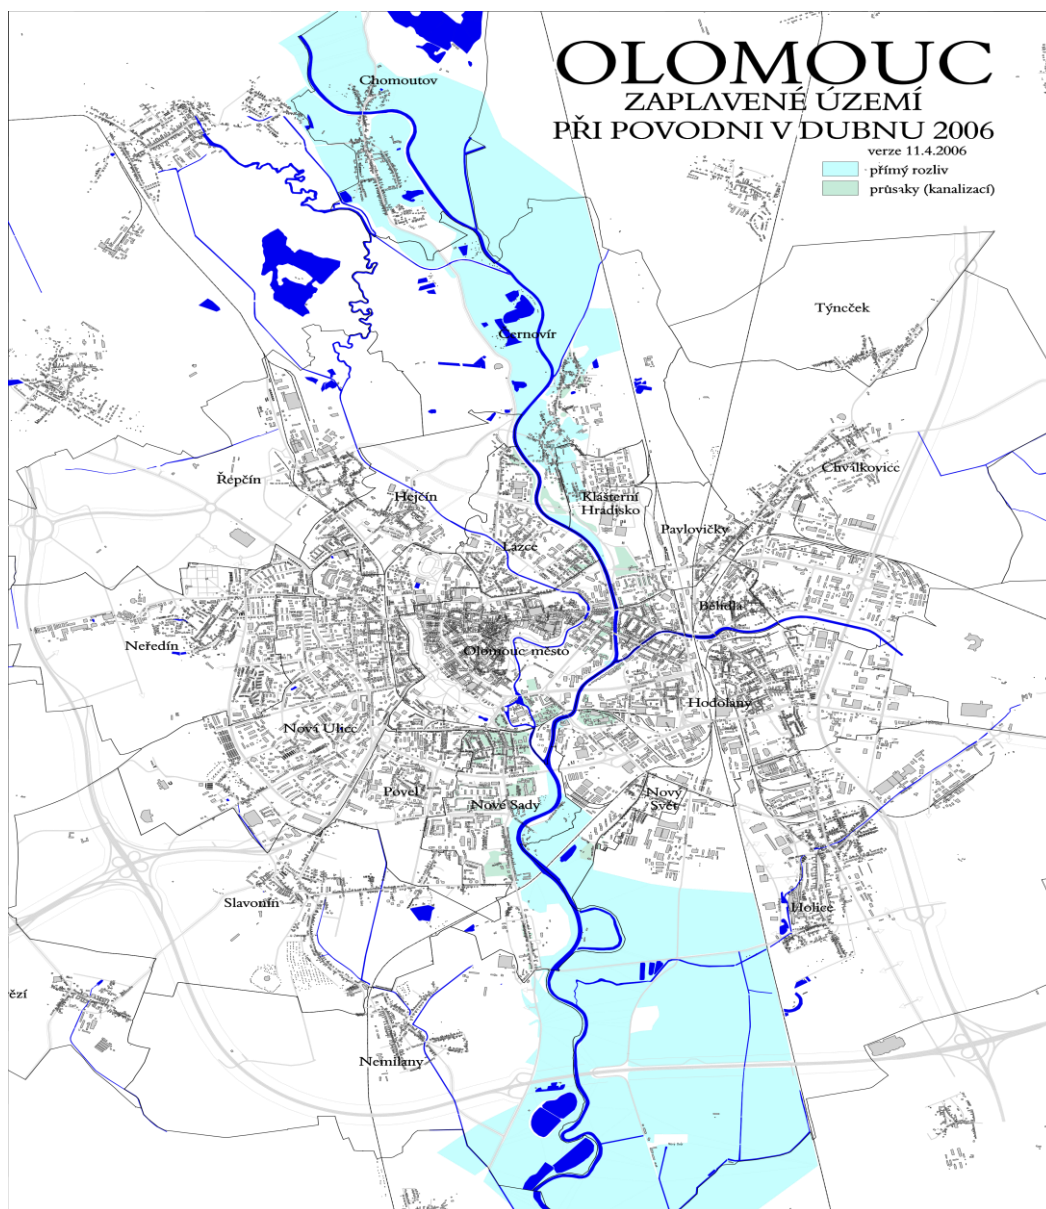 OLOMOUC
ZAPLAVENÉ ÚZEMÍ
PŘI POVODNI V DUBNU 2006
verze 11.4.2006
přímý rozliv
průsaky (kanalizací)
Chomoutov
Týneček
Černovír
Chválkovice
Řepčín
Hejčín
Klášterní
Hradisko
Pavlovičky
Lazce
Bělidla
Neředín
Olomouc město
Hodolany
Nová Ulice
Povel
Nové Sady
Nový
Svět
Slavonín
Holice
ězí
Nemilany